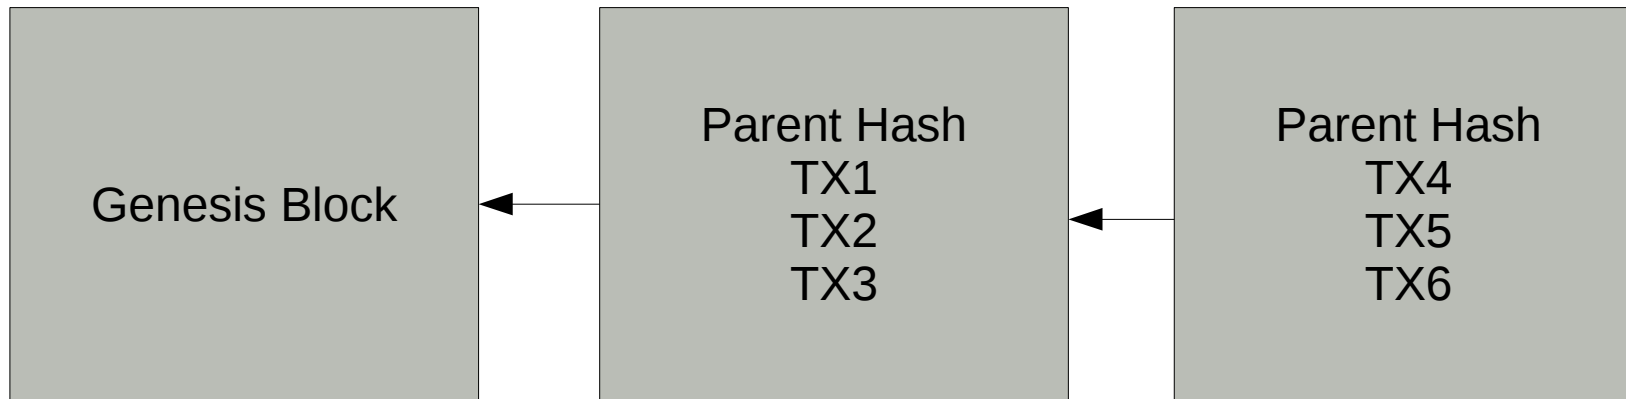 Genesis Block
Parent Hash
TX1
TX2
TX3
Parent Hash
TX4
TX5
TX6